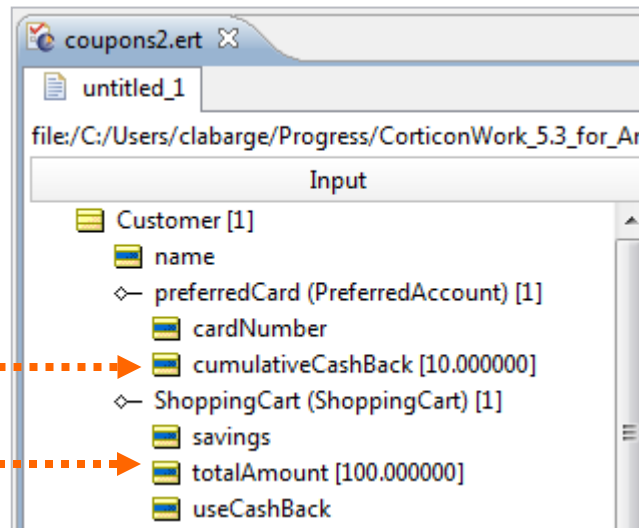 coupons2.ert
untitled_1
file:/C:/Users/clabarge/Progress/CorticonWork_5.3_for_Ar
Input
Customer [1]
name
preferredCard (PreferredAccount) [1]
cardNumber
cumulativeCashBack [10.000000]
ShoppingCart (ShoppingCart) [1]
savings
totalAmount [100.000000]
useCashBack